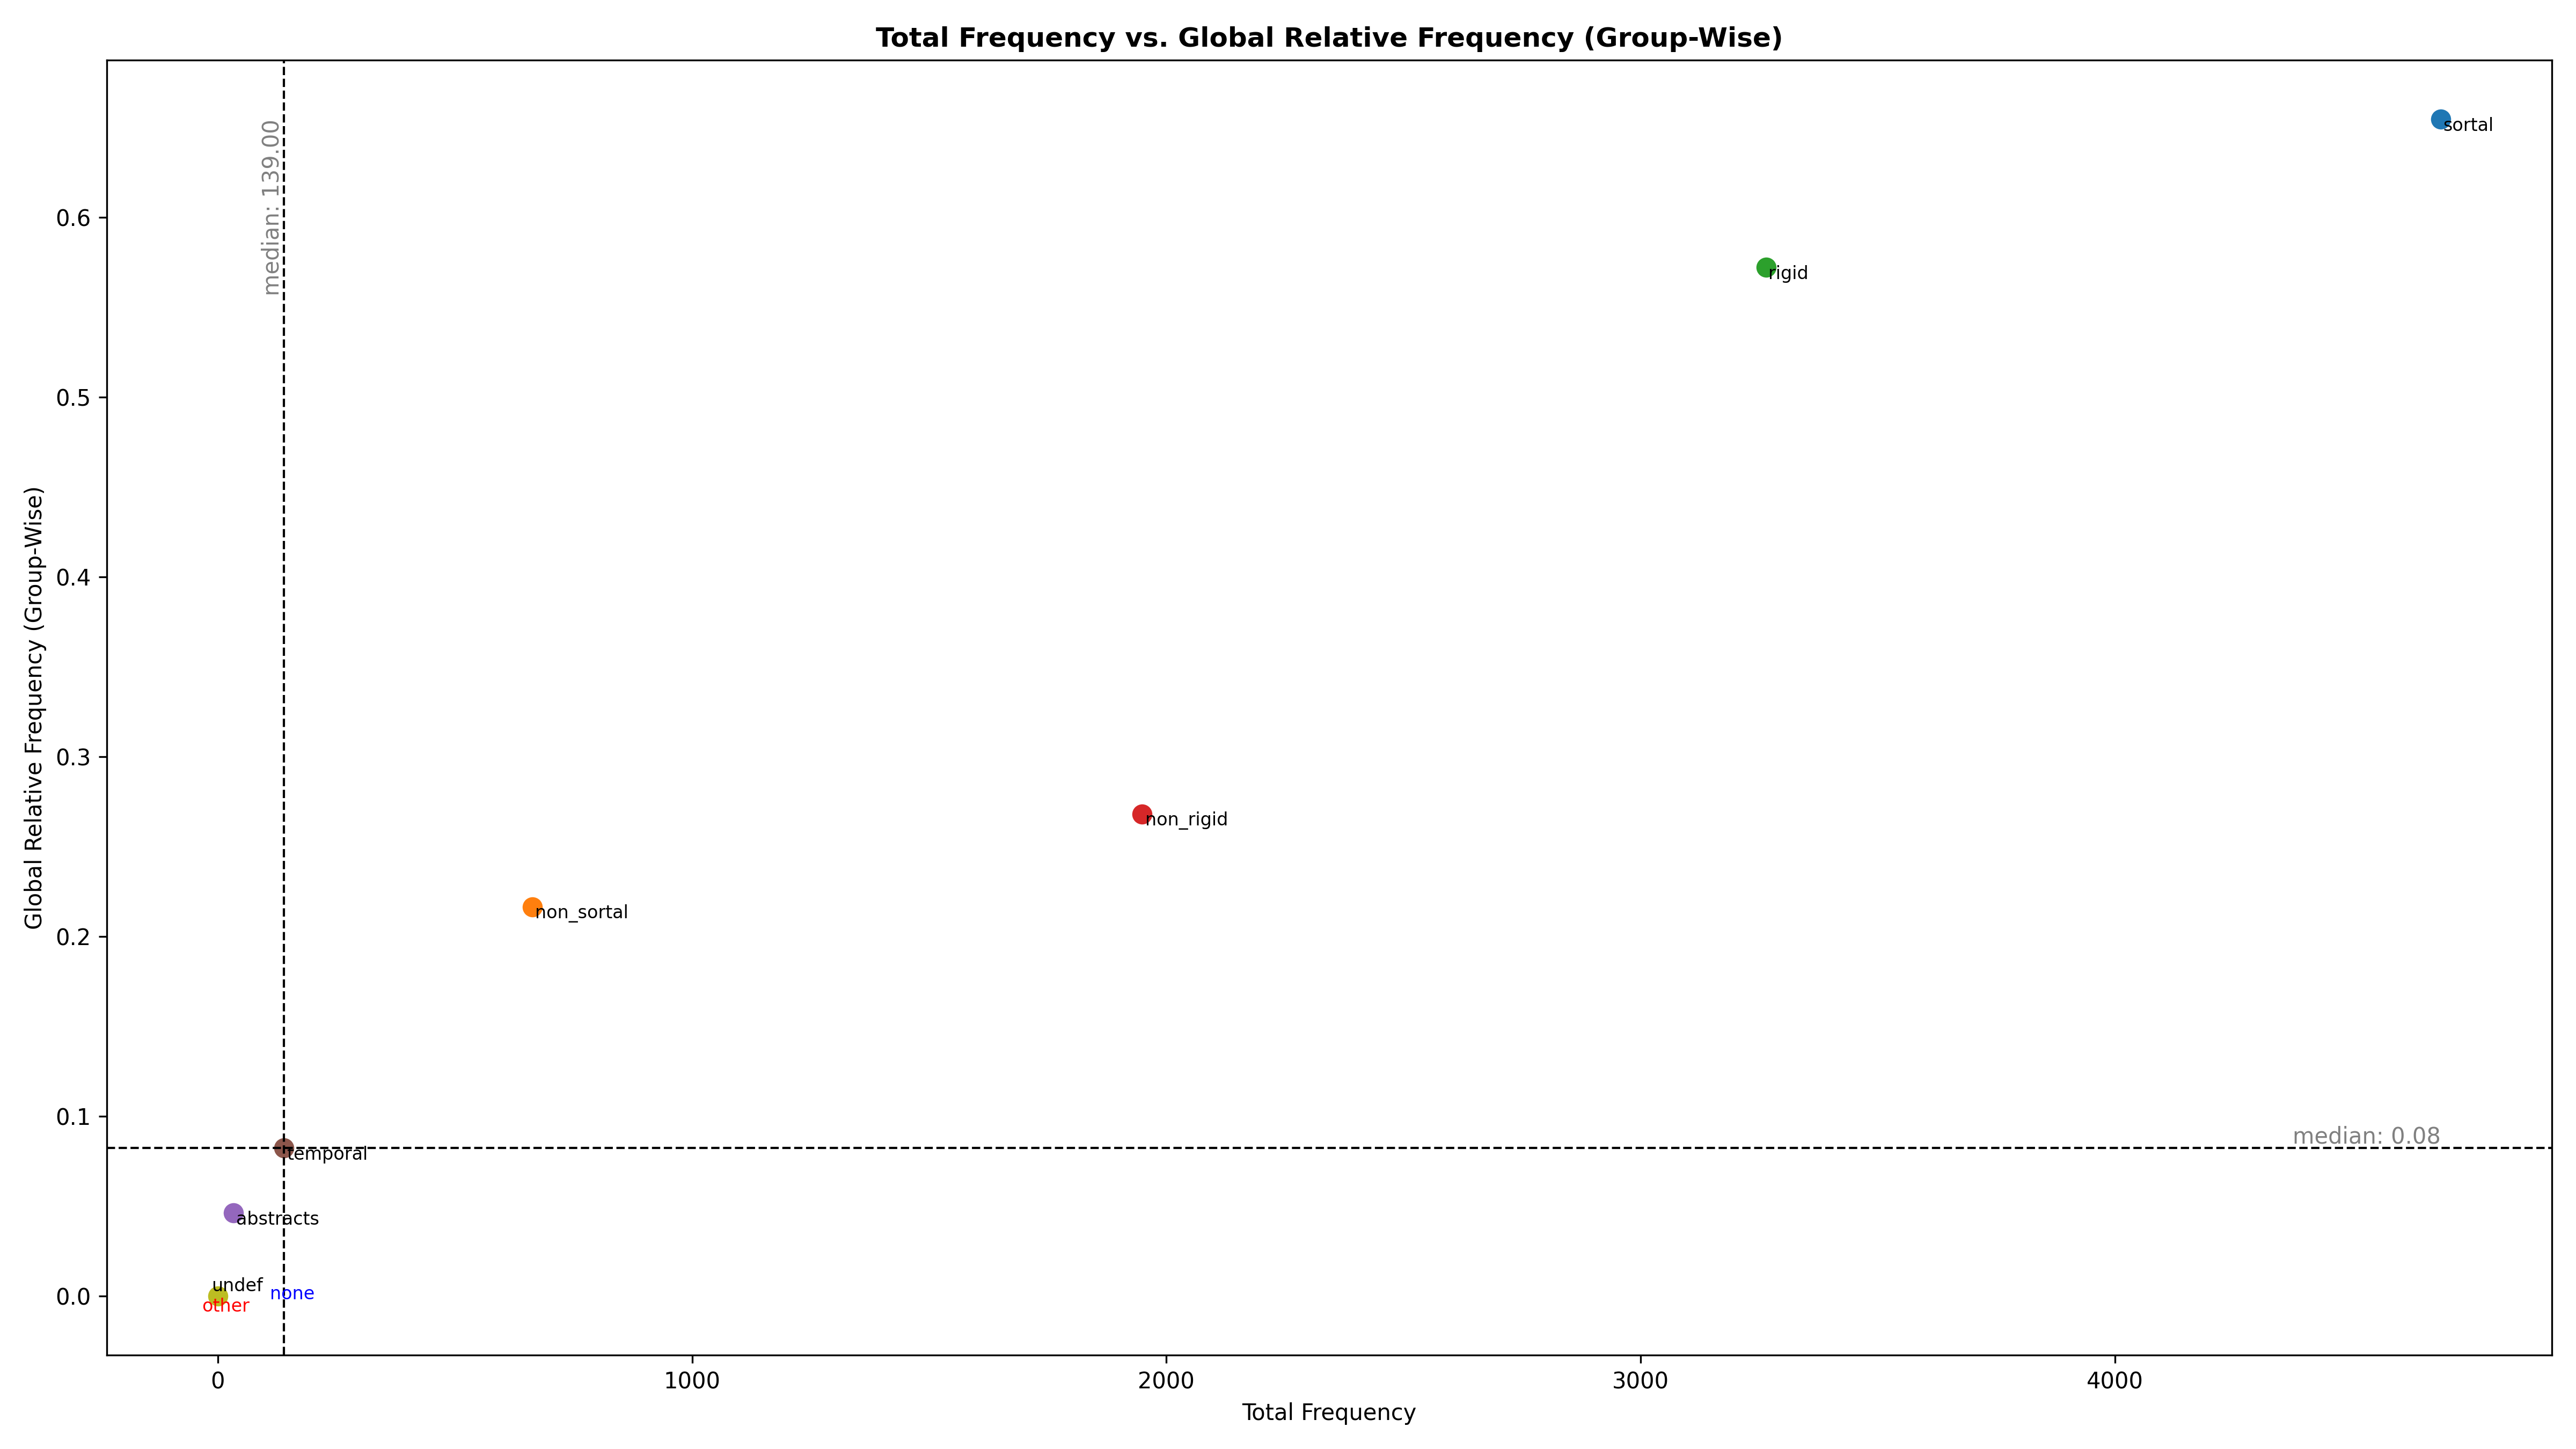 Total Frequency vs. Global Relative Frequency (Group-Wise)
Global Relative Frequency (Group-Wise)
0.6
0.5
0.4
0.3
0.2
0.1
0.0
median: 139.00
sortal
rigid
non_rigid
non_sortal
median: 0.08
temporal
abstracts
undef
none
other
0
1000
2000
3000
4000
Total Frequency